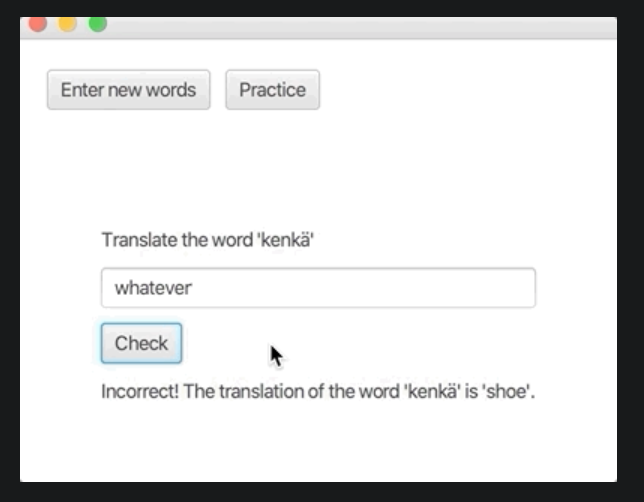 Enter new words Practice
Translate the word 'kenkä'
whatever
Check
Incorrect! The translation of the word 'kenkä' is 'shoe'.